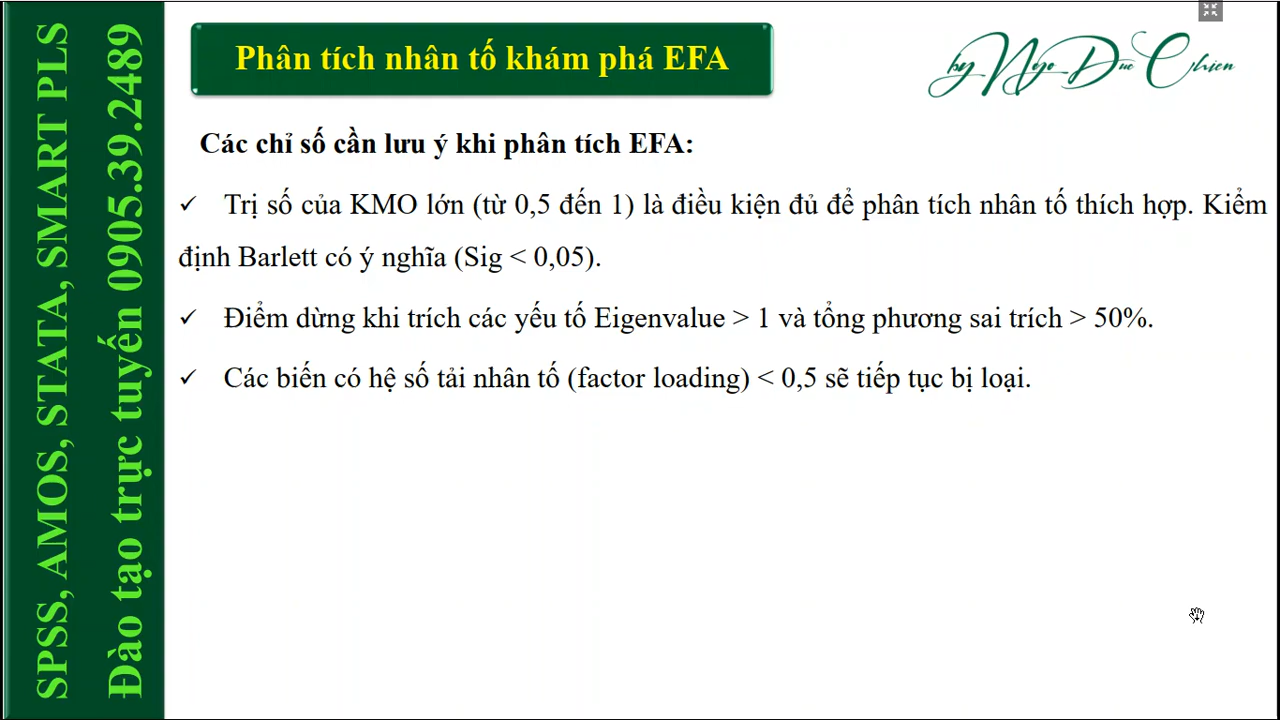 SPSS, AMOS, STATA, SMART PLS
Đào tạo trực tuyến 0905.39.2489
Phân tích nhân tố khám phá EFA
by Ngo Duc Chien
Các chỉ số cần lưu ý khi phân tích EFA:
✓ Trị số của KMO lớn (từ 0,5 đến 1) là điều kiện đủ để phân tích nhân tố thích hợp. Kiểm
định Barlett có ý nghĩa (Sig < 0,05).
✓ Điểm dừng khi trích các yếu tố Eigenvalue > 1 và tổng phương sai trích > 50%.
✓ Các biến có hệ số tải nhân tố (factor loading) < 0,5 sẽ tiếp tục bị loại.